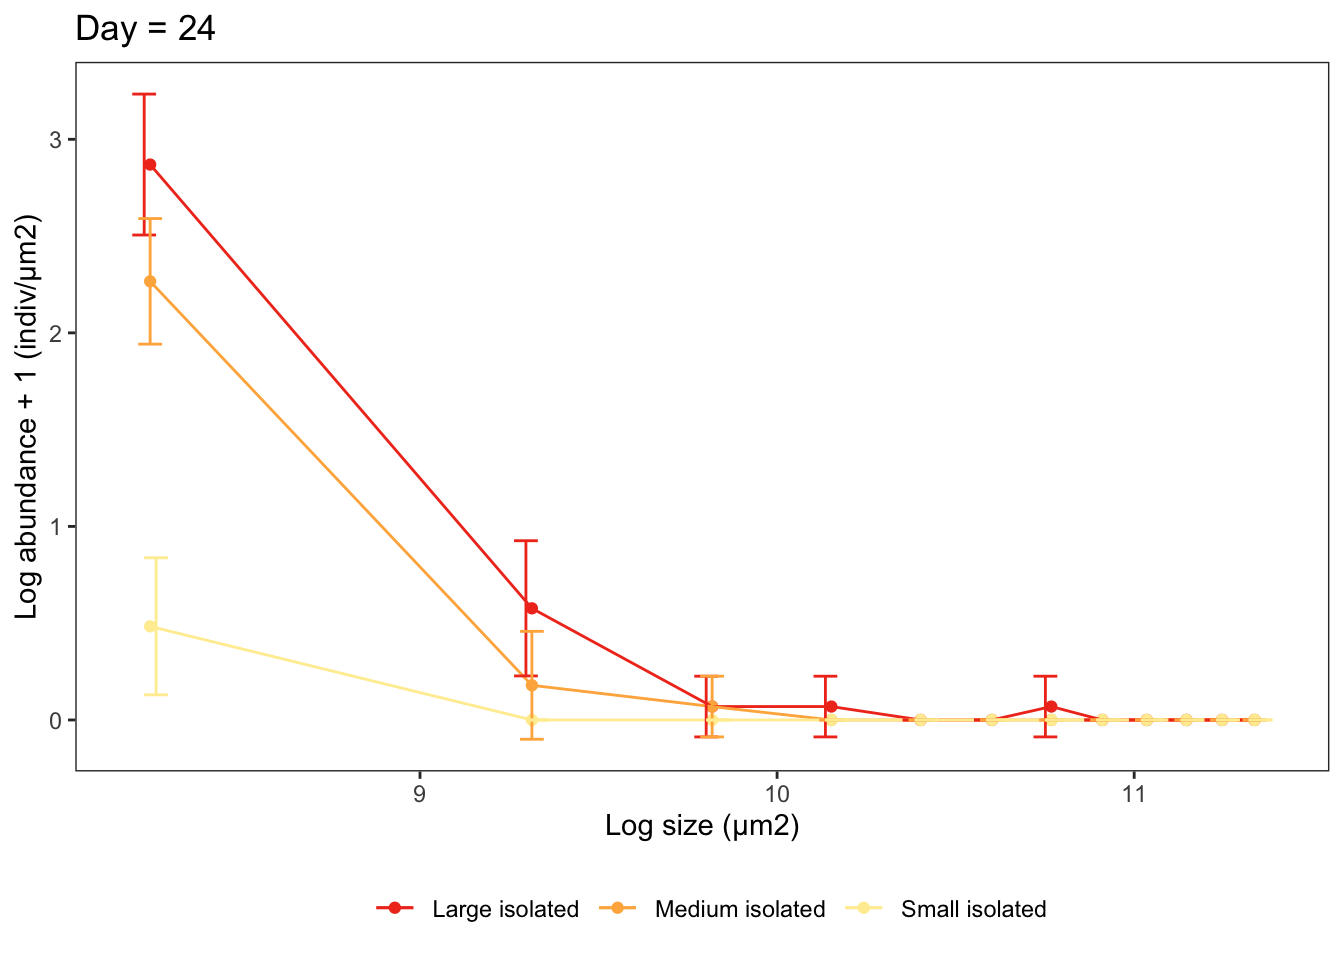 Day = 24
Log abundance + 1 (indiv/µm2)
3
2
1
0
9 10 11
Log size (µm2)
Large isolated Medium isolated Small isolated